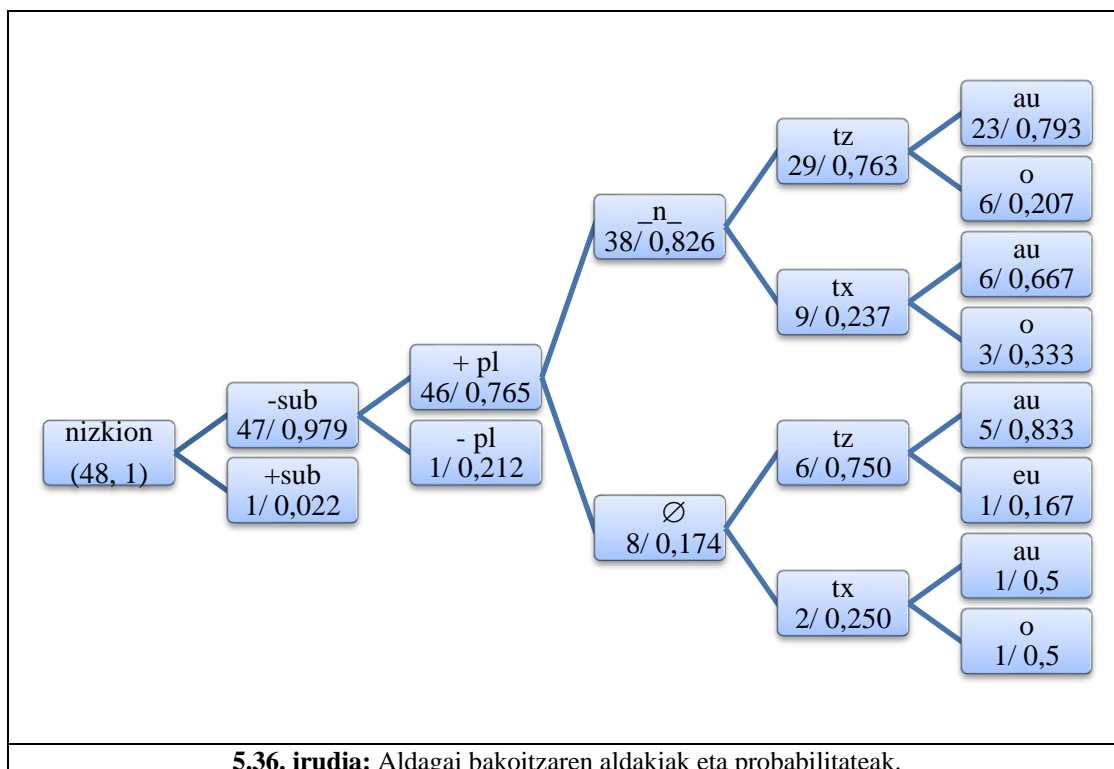 nizkion
(48, 1)
-sub
47/ 0,979
+sub
1/ 0,022
+ pl
46/ 0,765
- pl
1/ 0,212
_n_
38/ 0,826
∅
8/ 0,174
tz
29/ 0,763
tx
9/ 0,237
tz
6/ 0,750
tx
2/ 0,250
au
23/ 0,793
o
6/ 0,207
au
6/ 0,667
o
3/ 0,333
au
5/ 0,833
eu
1/ 0,167
au
1/ 0,5
o
1/ 0,5
5.36. irudia: Aldagai bakoitzaren aldakiak eta probabilitateak.